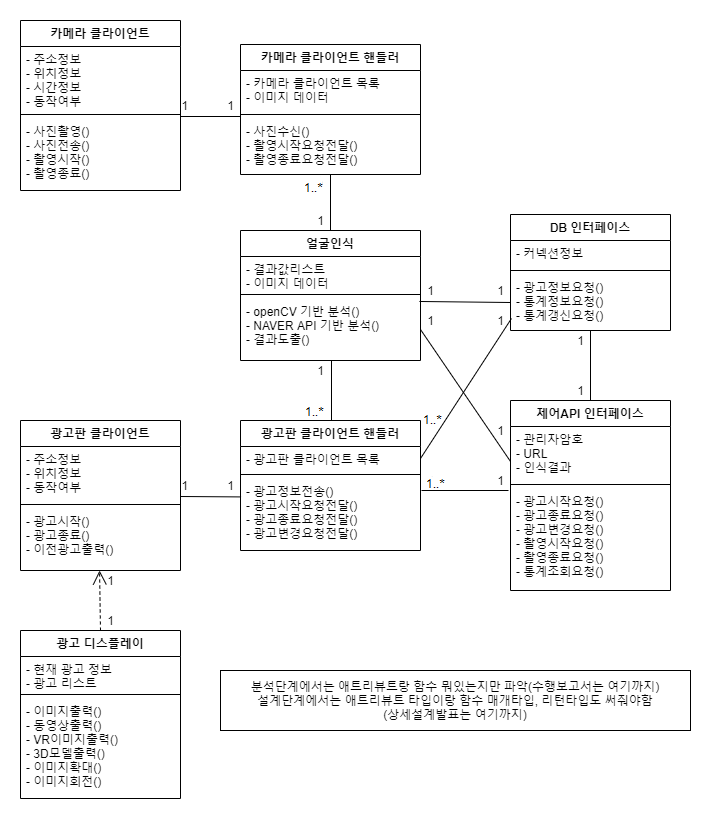 카메라 클라이언트
- 주소정보
- 위치정보
- 시간정보
- 동작여부
- 사진촬영()
- 사진전송()
- 촬영시작()
- 촬영종료()
1
1
카메라 클라이언트 핸들러
- 카메라 클라이언트 목록
- 이미지 데이터
- 사진수신()
- 촬영시작요청전달()
- 촬영종료요청전달()
1..*
1
얼굴인식
- 결과값리스트
- 이미지 데이터
- openCV 기반 분석()
- NAVER API 기반 분석()
- 결과도출()
1
1
1
1
DB 인터페이스
- 커넥션정보
- 광고정보요청()
- 통계정보요청()
- 통계갱신요청()
1
1
1
1..*
1..*
1
광고판 클라이언트
- 주소정보
- 위치정보
- 동작여부
- 광고시작()
- 광고종료()
- 이전광고출력()
1
1
광고판 클라이언트 핸들러
- 광고판 클라이언트 목록
- 광고정보전송()
- 광고시작요청전달()
- 광고종료요청전달()
- 광고변경요청전달()
1..*
1
제어API 인터페이스
- 관리자암호
- URL
- 인식결과
- 광고시작요청()
- 광고종료요청()
- 광고변경요청()
- 촬영시작요청()
- 촬영종료요청()
- 통계조회요청()
1
1
광고 디스플레이
- 현재 광고 정보
- 광고 리스트
- 이미지출력()
- 동영상출력()
- VR이미지출력()
- 3D모델출력()
- 이미지확대()
- 이미지회전()
분석단계에서는 애트리뷰트랑 함수 뭐있는지만 파악(수행보고서는 여기까지)
설계단계에서는 애트리뷰트 타입이랑 함수 매개타입, 리턴타입도 써줘야함
(상세설계발표는 여기까지)